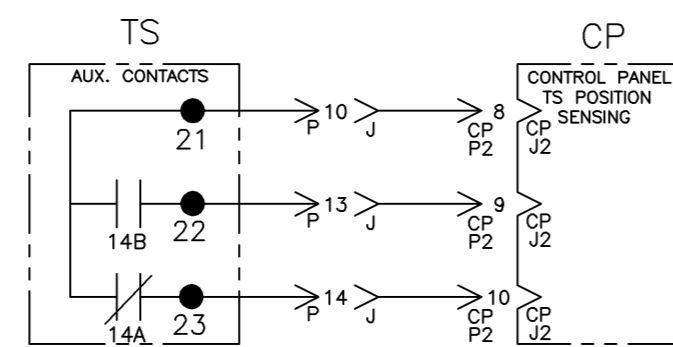 TS
CP
AUX. CONTACTS
CONTROL PANEL
TS POSITION
SENSING
21
P
10
J
8
CP
P2
CP
J2
14B
22
P
13
J
9
CP
P2
CP
J2
14A
23
P
14
J
10
CP
P2
CP
J2